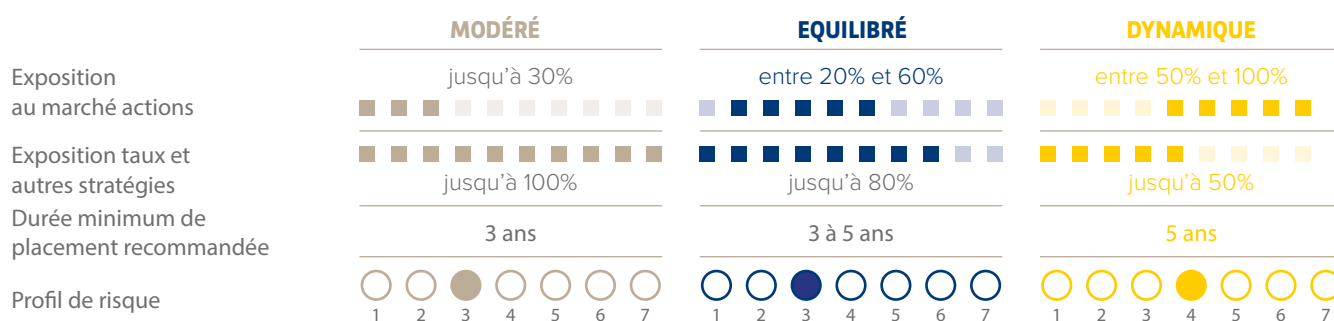 MODÉRÉ EQUILIBRÉ DYNAMIQUE
Exposition
au marché actions
jusqu'à 30% entre 20% et 60% entre 50% et 100%
Exposition taux et
autres stratégies
jusqu'à 100% jusqu'à 80% jusqu'à 50%
Durée minimum de
placement recommandée
3 ans 3 à 5 ans 5 ans
Profil de risque
1 2 3 4 5 6 7 1 2 3 4 5 6 7 1 2 3 4 5 6 7